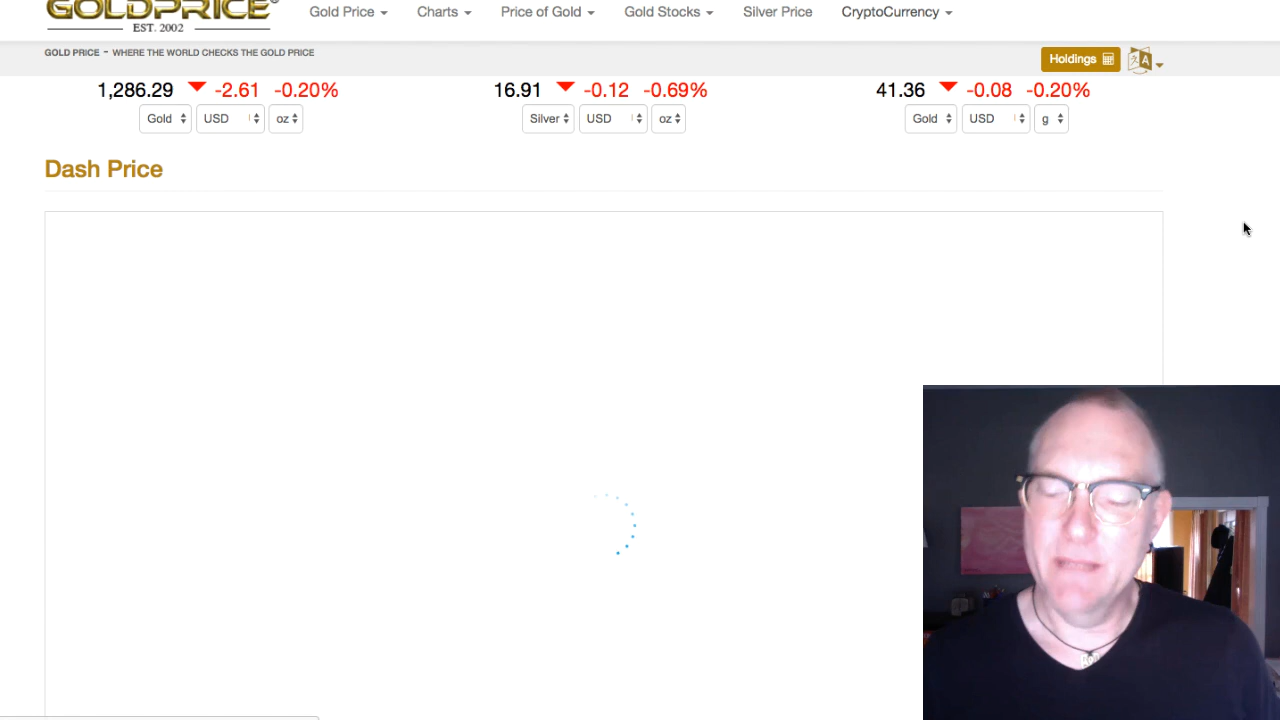 GOLDPRICE
EST. 2002
Gold Price Charts Price of Gold Gold Stocks Silver Price CryptoCurrency
GOLD PRICE - WHERE THE WORLD CHECKS THE GOLD PRICE
Holdings
A
1,286.29 -2.61 -0.20%
Gold USD oz
16.91 -0.12 -0.69%
Silver USD oz
41.36 -0.08 -0.20%
Gold USD g
Dash Price